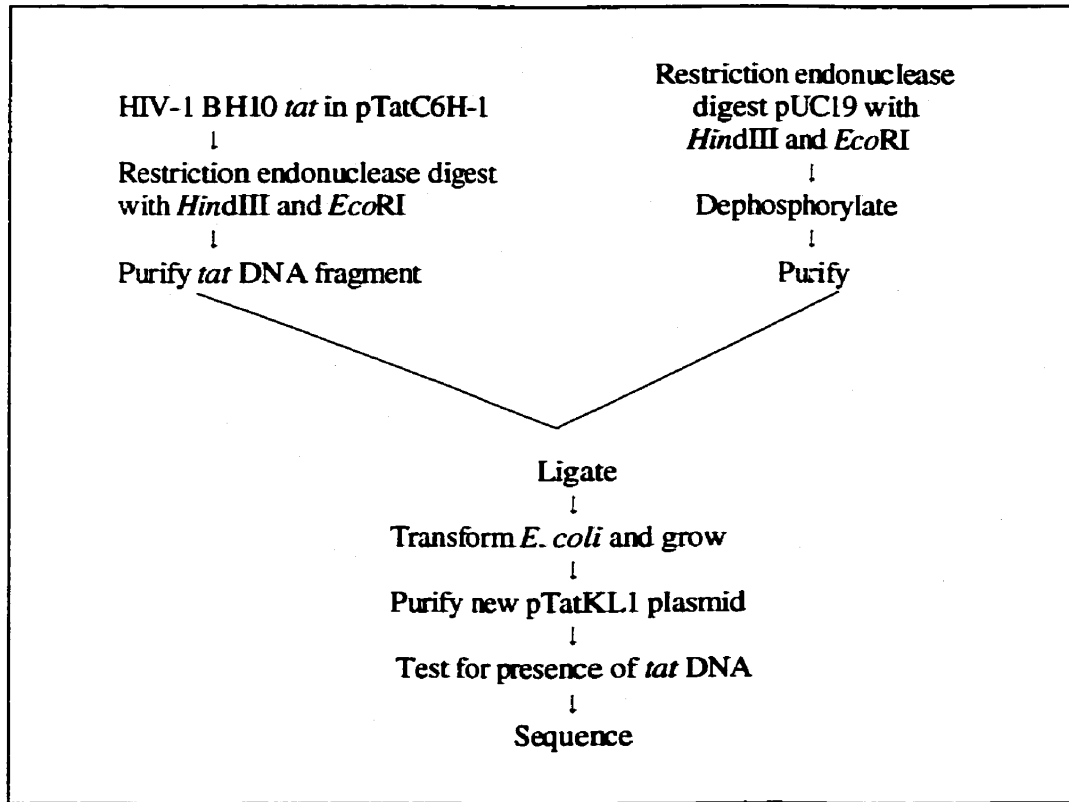 HIV-1 BH10 tat in pTatC6H-1
↓
Restriction endonuclease digest
with HindIII and EcoRI
↓
Purify tat DNA fragment
Restriction endonuclease
digest pUC19 with
HindIII and EcoRI
↓
Dephosphorylate
↓
Purify
Ligate
↓
Transform E. coli and grow
↓
Purify new pTatKL1 plasmid
↓
Test for presence of tat DNA
↓
Sequence